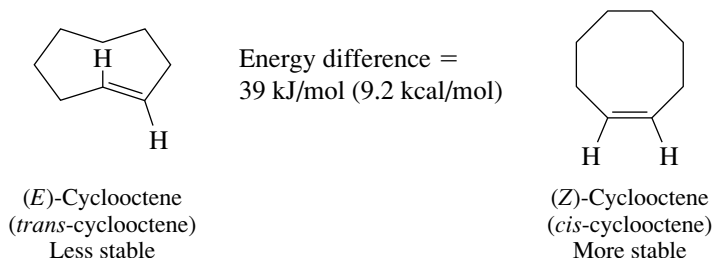 H
H
Energy difference =
39 kJ/mol (9.2 kcal/mol)
H H
(E)-Cyclooctene
(trans-cyclooctene)
Less stable
(Z)-Cyclooctene
(cis-cyclooctene)
More stable